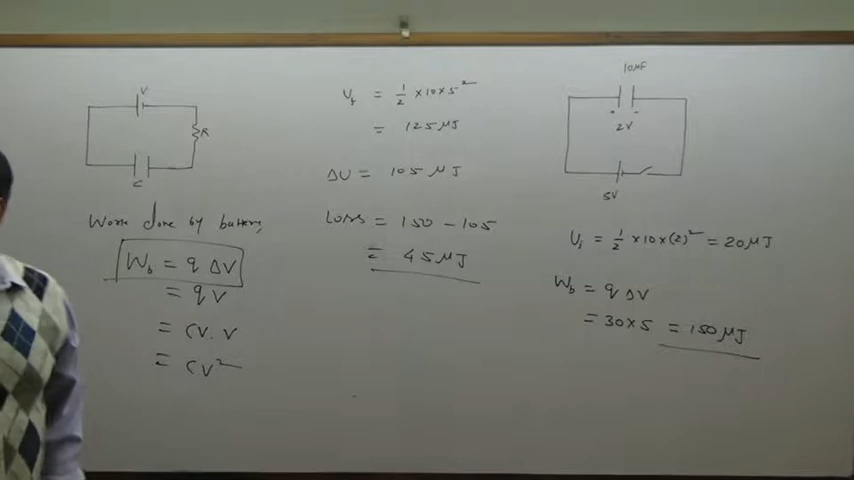 V
R
C
Work done by battery
W_b = q ΔV
= qV
= CV. V
= CV²
U_f = 1/2 ×10×5²
= 125 μJ
ΔU = 105 μJ
Loss = 150 - 105
= 45 μJ
10μF
+ -
2V
5V
U_i = 1/2 ×10×(2)² = 20μJ
W_b = q ΔV
= 30×5 = 150 μJ